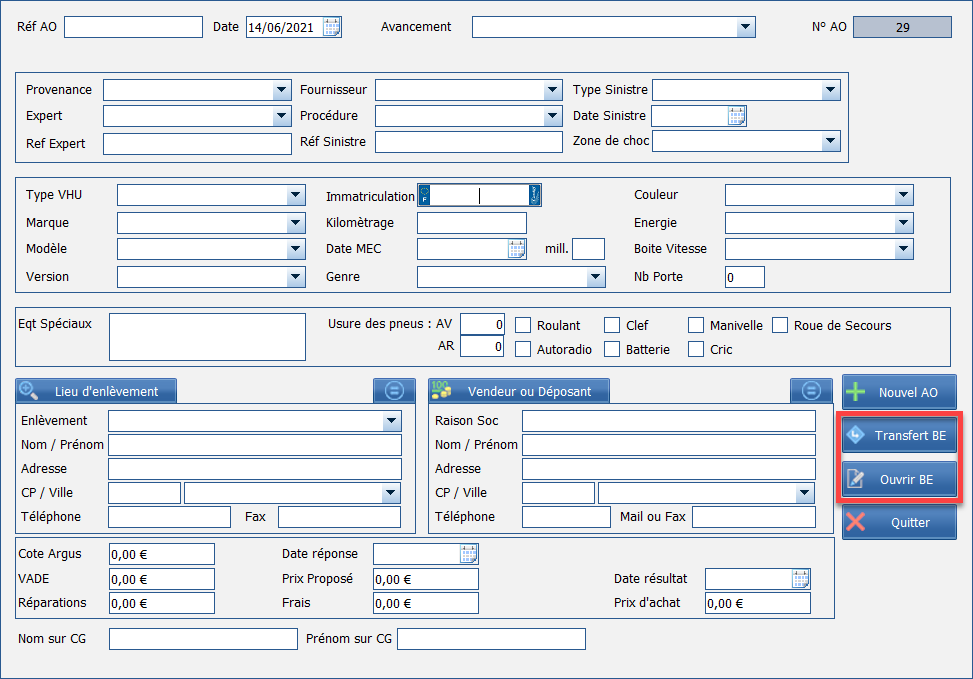 Réf AO Date 14/06/2021 Avancement N° AO 29
Provenance Fournisseur Type Sinistre
Expert Procédure Date Sinistre
Ref Expert Réf Sinistre Zone de choc
Type VHU Immatriculation F Couleur
Marque Kilomètrage Energie
Modèle Date MEC mill. Boite Vitesse
Version Genre Nb Porte 0
Eqt Spéciaux Usure des pneus : AV 0 Roulant Clef Manivelle Roue de Secours
AR 0 Autoradio Batterie Cric
Lieu d'enlèvement 100 Vendeur ou Déposant Nouvel AO
Enlèvement Raison Soc Transfert BE
Nom / Prénom Nom / Prénom
Adresse Adresse Ouvrir BE
CP / Ville CP / Ville
Téléphone Fax Téléphone Mail ou Fax Quitter
Cote Argus 0,00 € Date réponse
VADE 0,00 € Prix Proposé 0,00 € Date résultat
Réparations 0,00 € Frais 0,00 € Prix d'achat 0,00 €
Nom sur CG Prénom sur CG